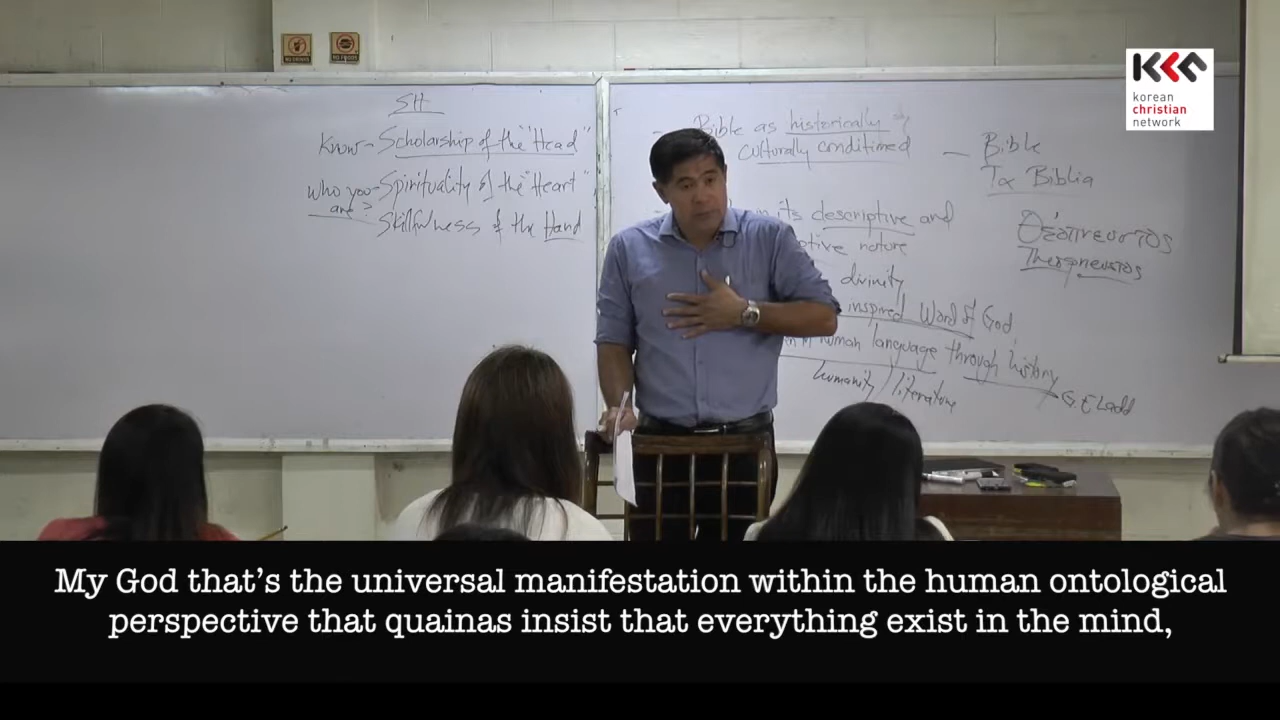 SH
Know - Scholarship of the "Head"
who you are? - Spirituality of the "Heart"
Skillfulness of the Hand
- Bible as historically &
culturally conditioned
- Bible
Ta Biblia
in its descriptive and
ptive nature
Θεόπνευστος
Theopneustos
divinity
inspired Word of God
human language through history
humanity / literature
G.E Ladd
KCN
korean
christian
network
My God that's the universal manifestation within the human ontological
perspective that quainas insist that everything exist in the mind,